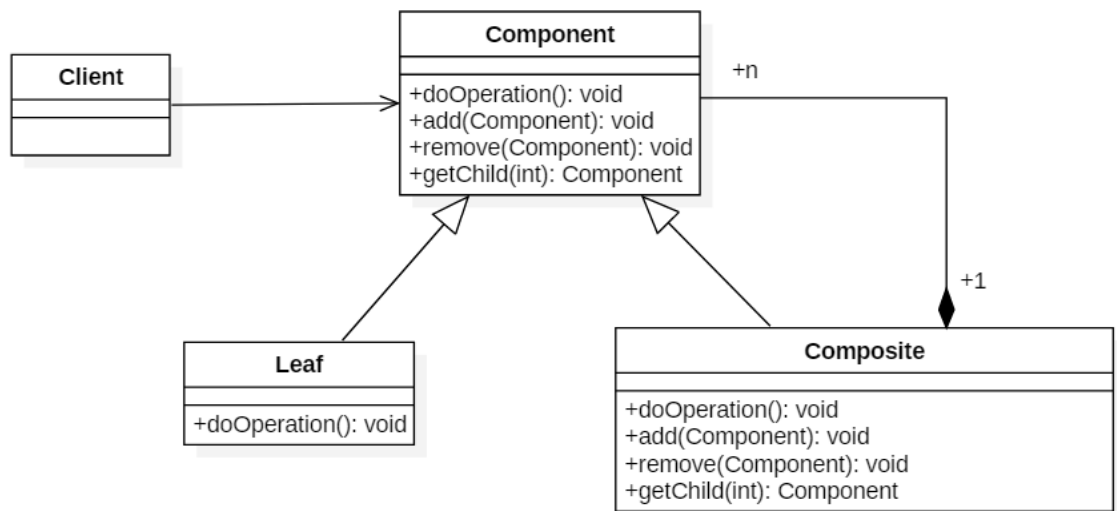 Component
Client
+n
+doOperation(): void
+add(Component): void
+remove(Component): void
+getChild(int): Component
+1
Leaf
+doOperation(): void
Composite
+doOperation(): void
+add(Component): void
+remove(Component): void
+getChild(int): Component